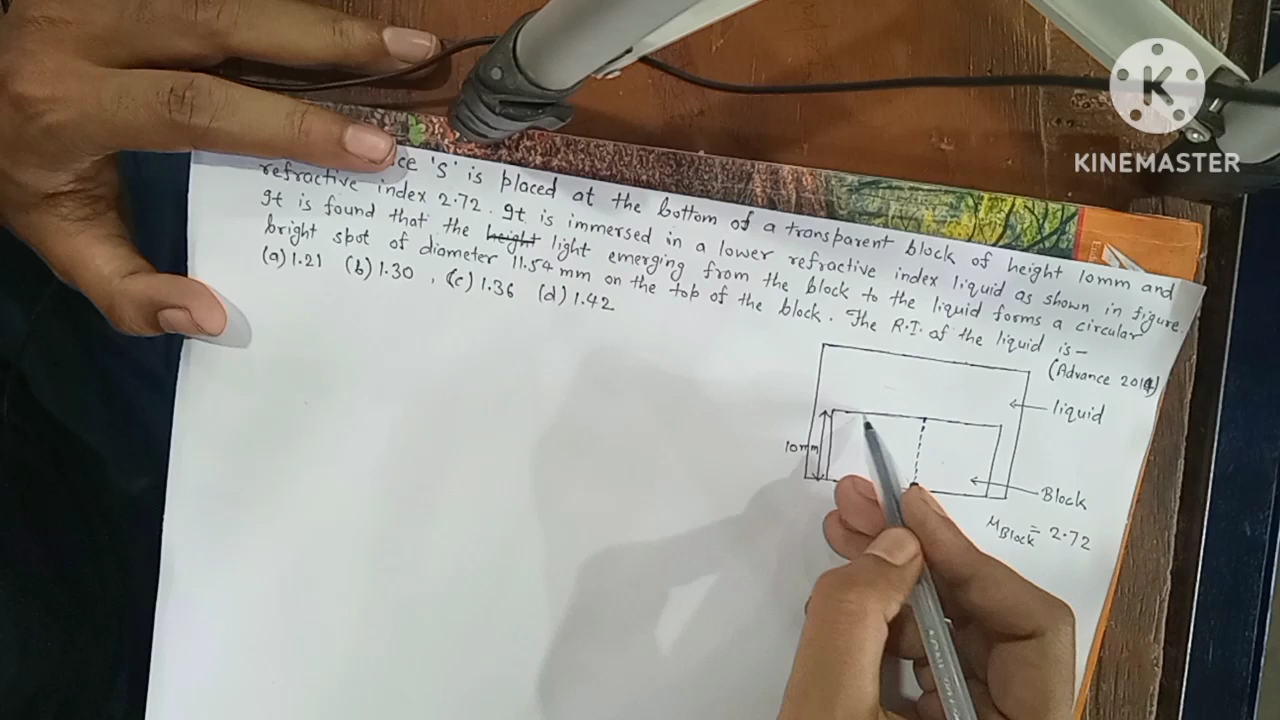 ce 'S' is placed at the bottom of a transparent block of height 10mm and
refractive index 2.72. It is immersed in a lower refractive index liquid as shown in figure.
It is found that the height light emerging from the block to the liquid forms a circular
bright spot of diameter 11.54 mm on the top of the block. The R.I. of the liquid is-
(a) 1.21 (b) 1.30 , (c) 1.36 (d) 1.42
(Advance 2014)
liquid
10mm
Block
μBlock = 2.72
K
KINEMASTER